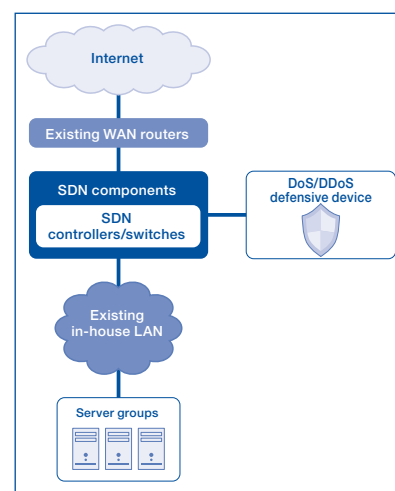 Internet
Existing WAN routers
SDN components
SDN
controllers/switches
DoS/DDoS
defensive device
Existing
in-house LAN
Server groups